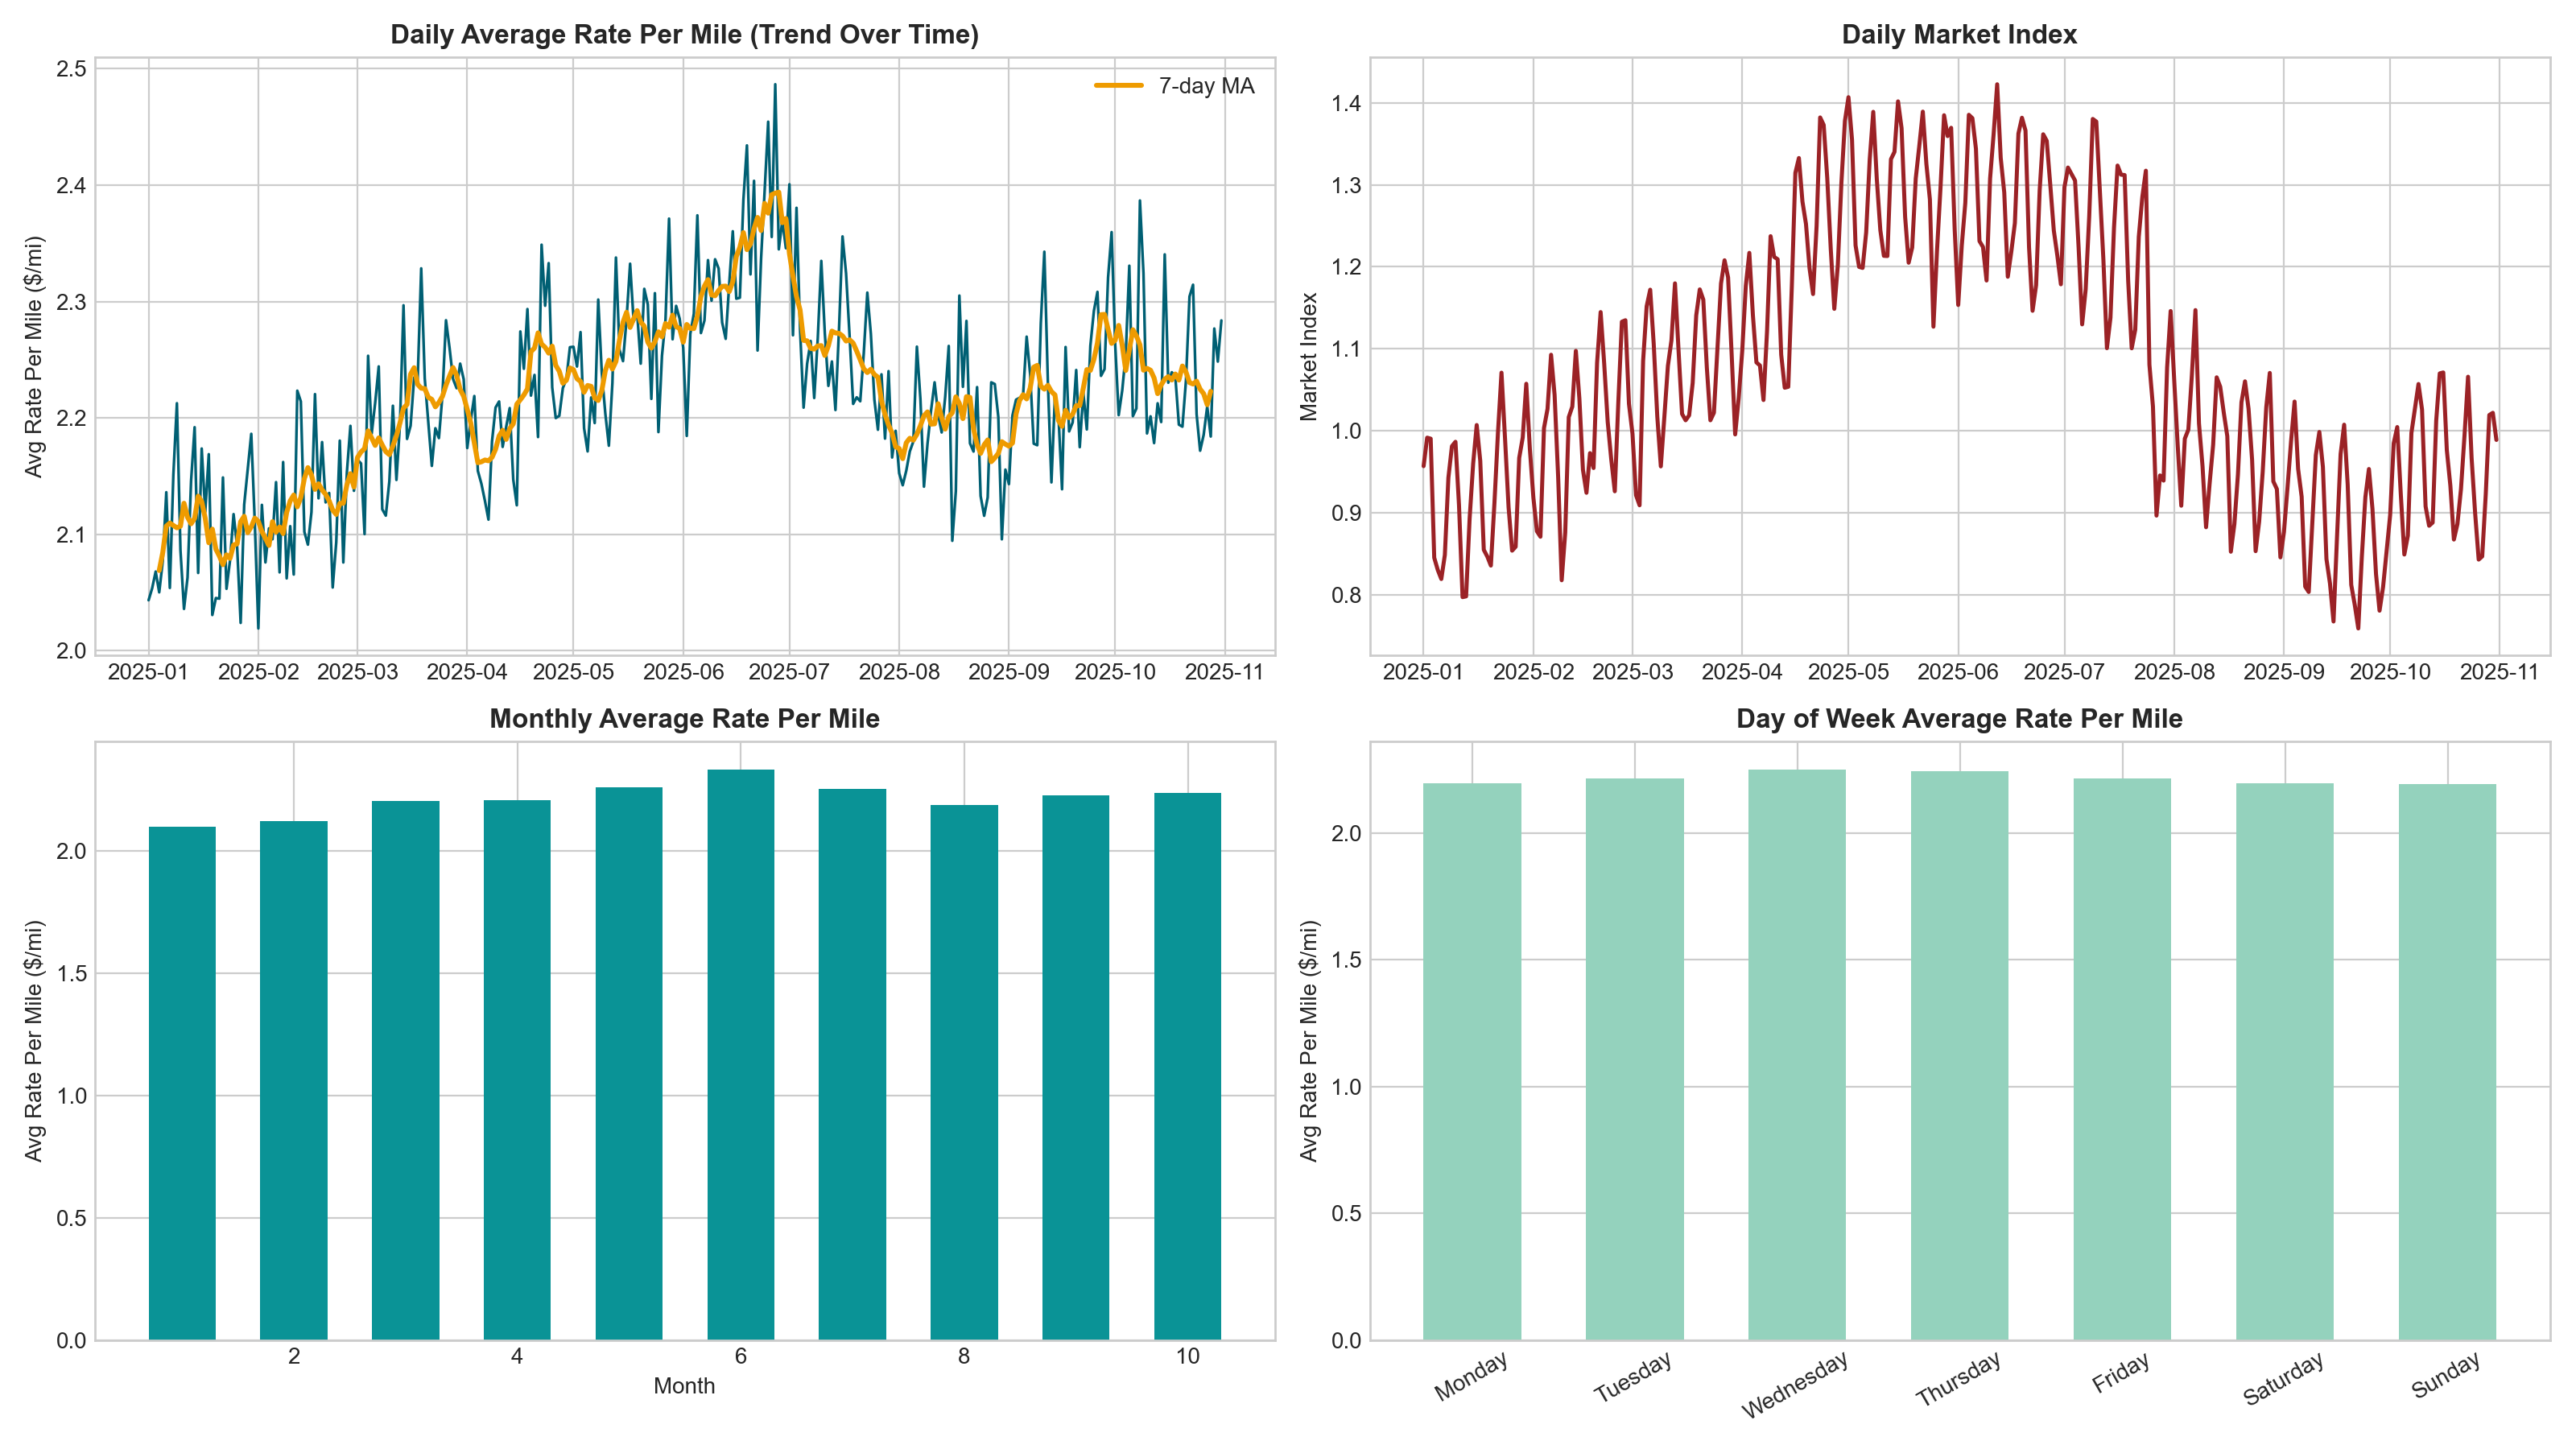 Daily Average Rate Per Mile (Trend Over Time)
Avg Rate Per Mile ($/mi)
2.5
2.4
2.3
2.2
2.1
2.0
7-day MA
2025-01 2025-02 2025-03 2025-04 2025-05 2025-06 2025-07 2025-08 2025-09 2025-10 2025-11
Daily Market Index
Market Index
1.4
1.3
1.2
1.1
1.0
0.9
0.8
2025-01 2025-02 2025-03 2025-04 2025-05 2025-06 2025-07 2025-08 2025-09 2025-10 2025-11
Monthly Average Rate Per Mile
Avg Rate Per Mile ($/mi)
2.0
1.5
1.0
0.5
0.0
2 4 6 8 10
Month
Day of Week Average Rate Per Mile
Avg Rate Per Mile ($/mi)
2.0
1.5
1.0
0.5
0.0
Monday Tuesday Wednesday Thursday Friday Saturday Sunday